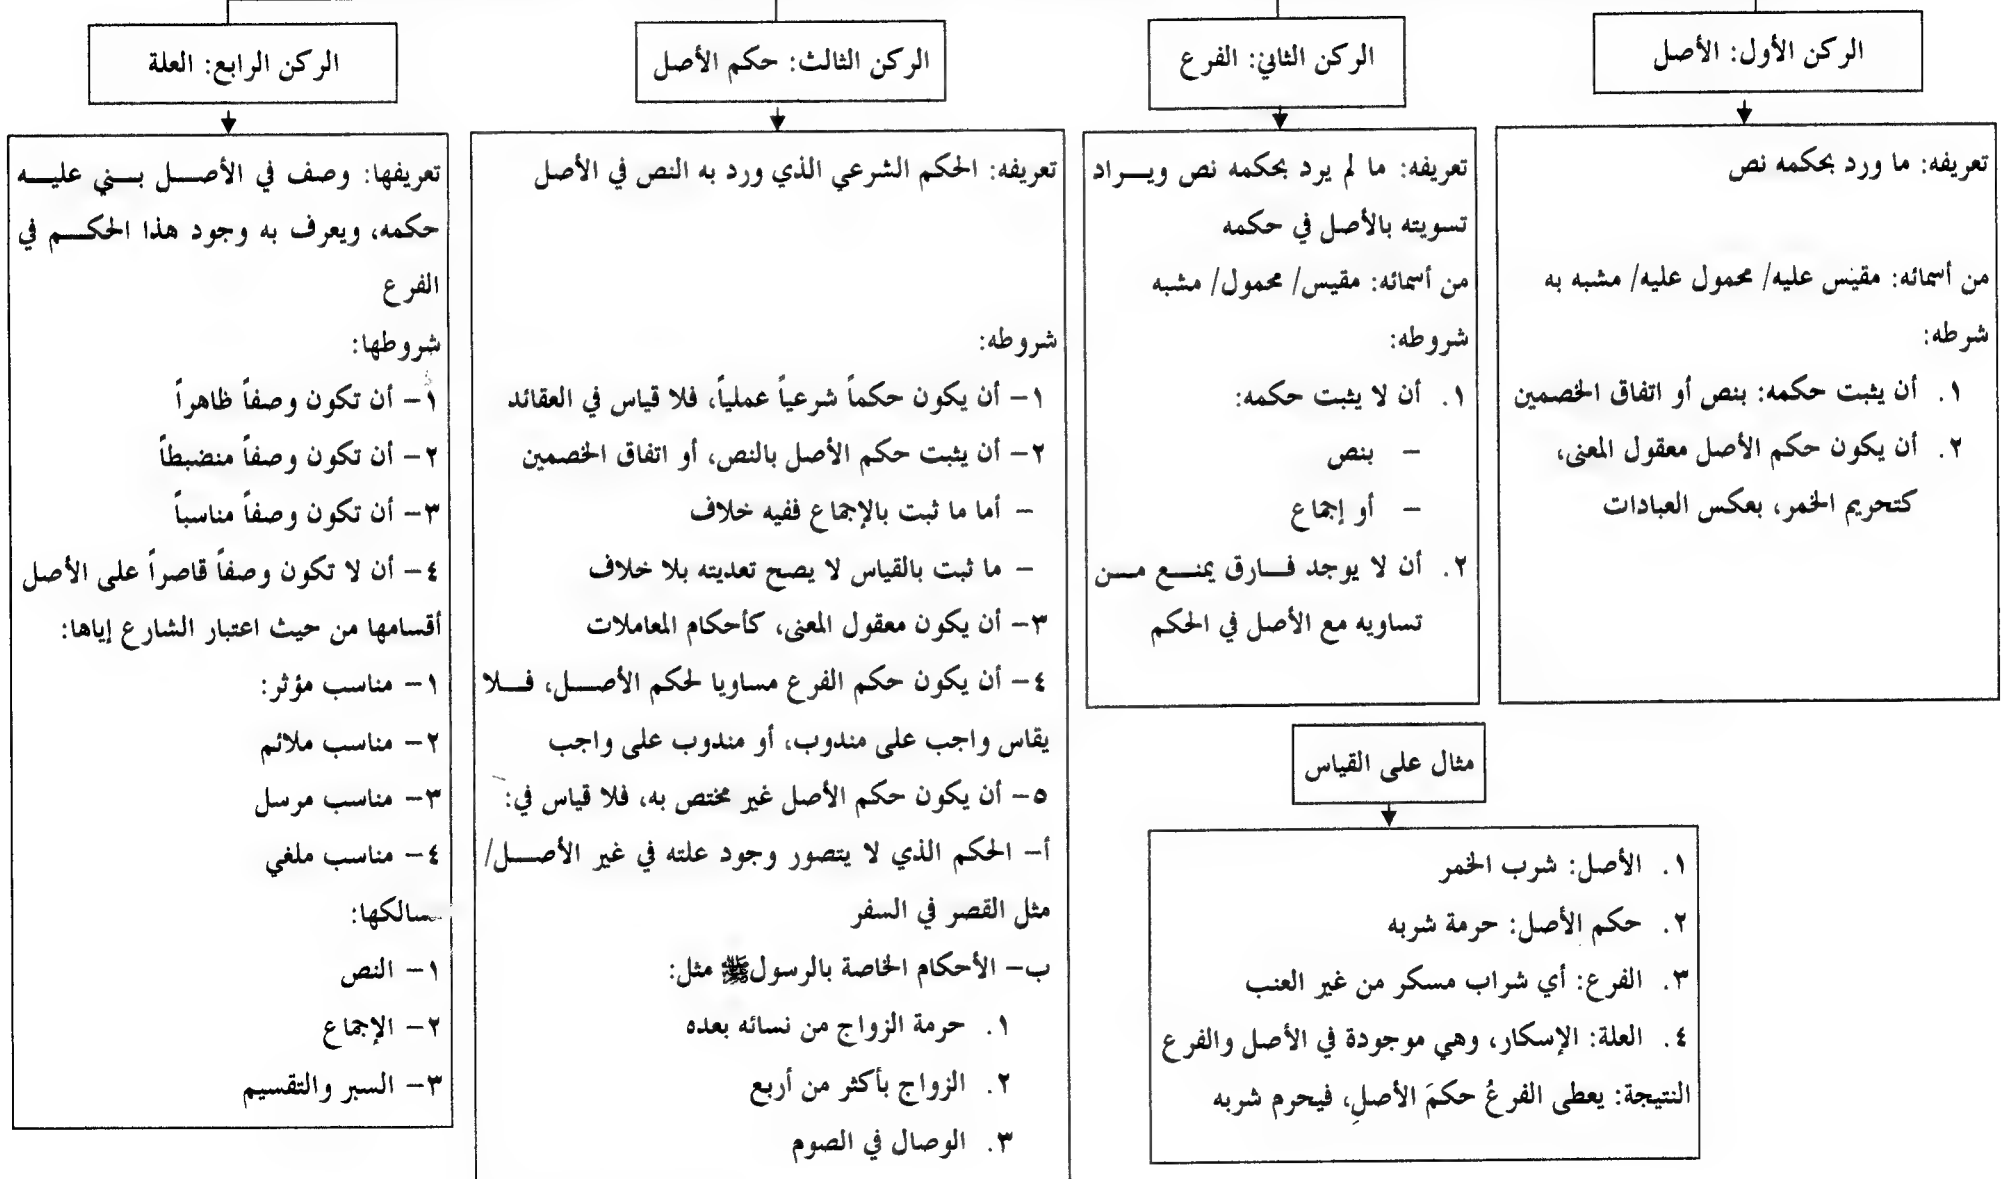 الركن الأول: الأصل
تعريفه: ما ورد بحكمه نص
من أسمائه: مقيس عليه/ محمول عليه/ مشبه به
شرطه:
١. أن يثبت حكمه: بنص أو اتفاق الخصمين
٢. أن يكون حكم الأصل معقول المعنى،
كتحريم الخمر، بعكس العبادات
الركن الثاني: الفرع
تعريفه: ما لم يرد بحكمه نص ويراد
تسويته بالأصل في حكمه
من أسمائه: مقيس/ محمول/ مشبه
شروطه:
١. أن لا يثبت حكمه:
– بنص
– أو إجماع
٢. أن لا يوجد فارق يمنع من
تساويه مع الأصل في الحكم
مثال على القياس
١. الأصل: شرب الخمر
٢. حكم الأصل: حرمة شربه
٣. الفرع: أي شراب مسكر من غير العنب
٤. العلة: الإسكار، وهي موجودة في الأصل والفرع
النتيجة: يعطى الفرعُ حكمَ الأصلِ، فيحرم شربه
الركن الثالث: حكم الأصل
تعريفه: الحكم الشرعي الذي ورد به النص في الأصل
شروطه:
١– أن يكون حكماً شرعياً عملياً، فلا قياس في العقائد
٢– أن يثبت حكم الأصل بالنص، أو اتفاق الخصمين
– أما ما ثبت بالإجماع ففيه خلاف
– ما ثبت بالقياس لا يصح تعديته بلا خلاف
٣– أن يكون معقول المعنى، كأحكام المعاملات
٤– أن يكون حكم الفرع مساويا لحكم الأصل، فلا
يقاس واجب على مندوب، أو مندوب على واجب
٥– أن يكون حكم الأصل غير مختص به، فلا قياس في:
أ– الحكم الذي لا يتصور وجود علته في غير الأصل/
مثل القصر في السفر
ب– الأحكام الخاصة بالرسول ﷺ مثل:
١. حرمة الزواج من نسائه بعده
٢. الزواج بأكثر من أربع
٣. الوصال في الصوم
الركن الرابع: العلة
تعريفها: وصف في الأصل بني عليه
حكمه، ويعرف به وجود هذا الحكم في
الفرع
شروطها:
١– أن تكون وصفاً ظاهراً
٢– أن تكون وصفاً منضبطاً
٣– أن تكون وصفاً مناسباً
٤– أن لا تكون وصفاً قاصراً على الأصل
أقسامها من حيث اعتبار الشارع إياها:
١– مناسب مؤثر:
٢– مناسب ملائم
٣– مناسب مرسل
٤– مناسب ملغي
مسالكها:
١– النص
٢– الإجماع
٣– السبر والتقسيم